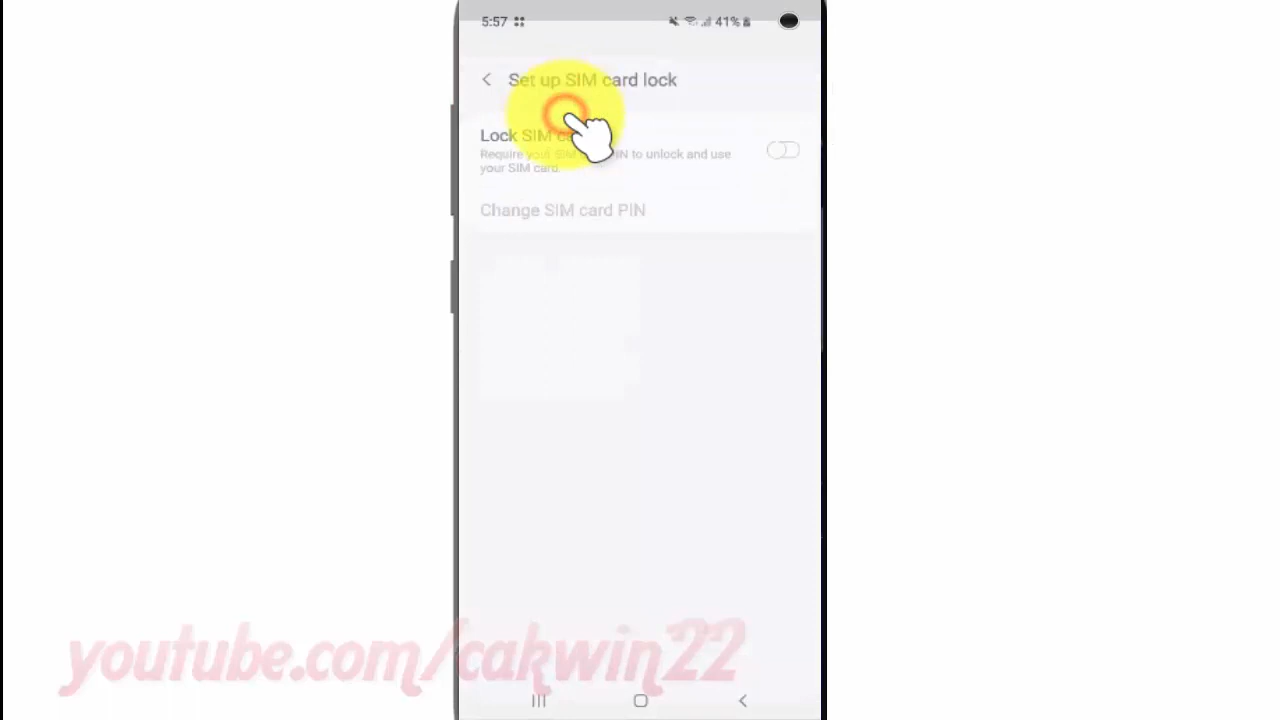 5:57
41%
Set up SIM card lock
Lock SIM
Require your SIM PIN to unlock and use
your SIM card.
Change SIM card PIN
youtube.com/cakwin22